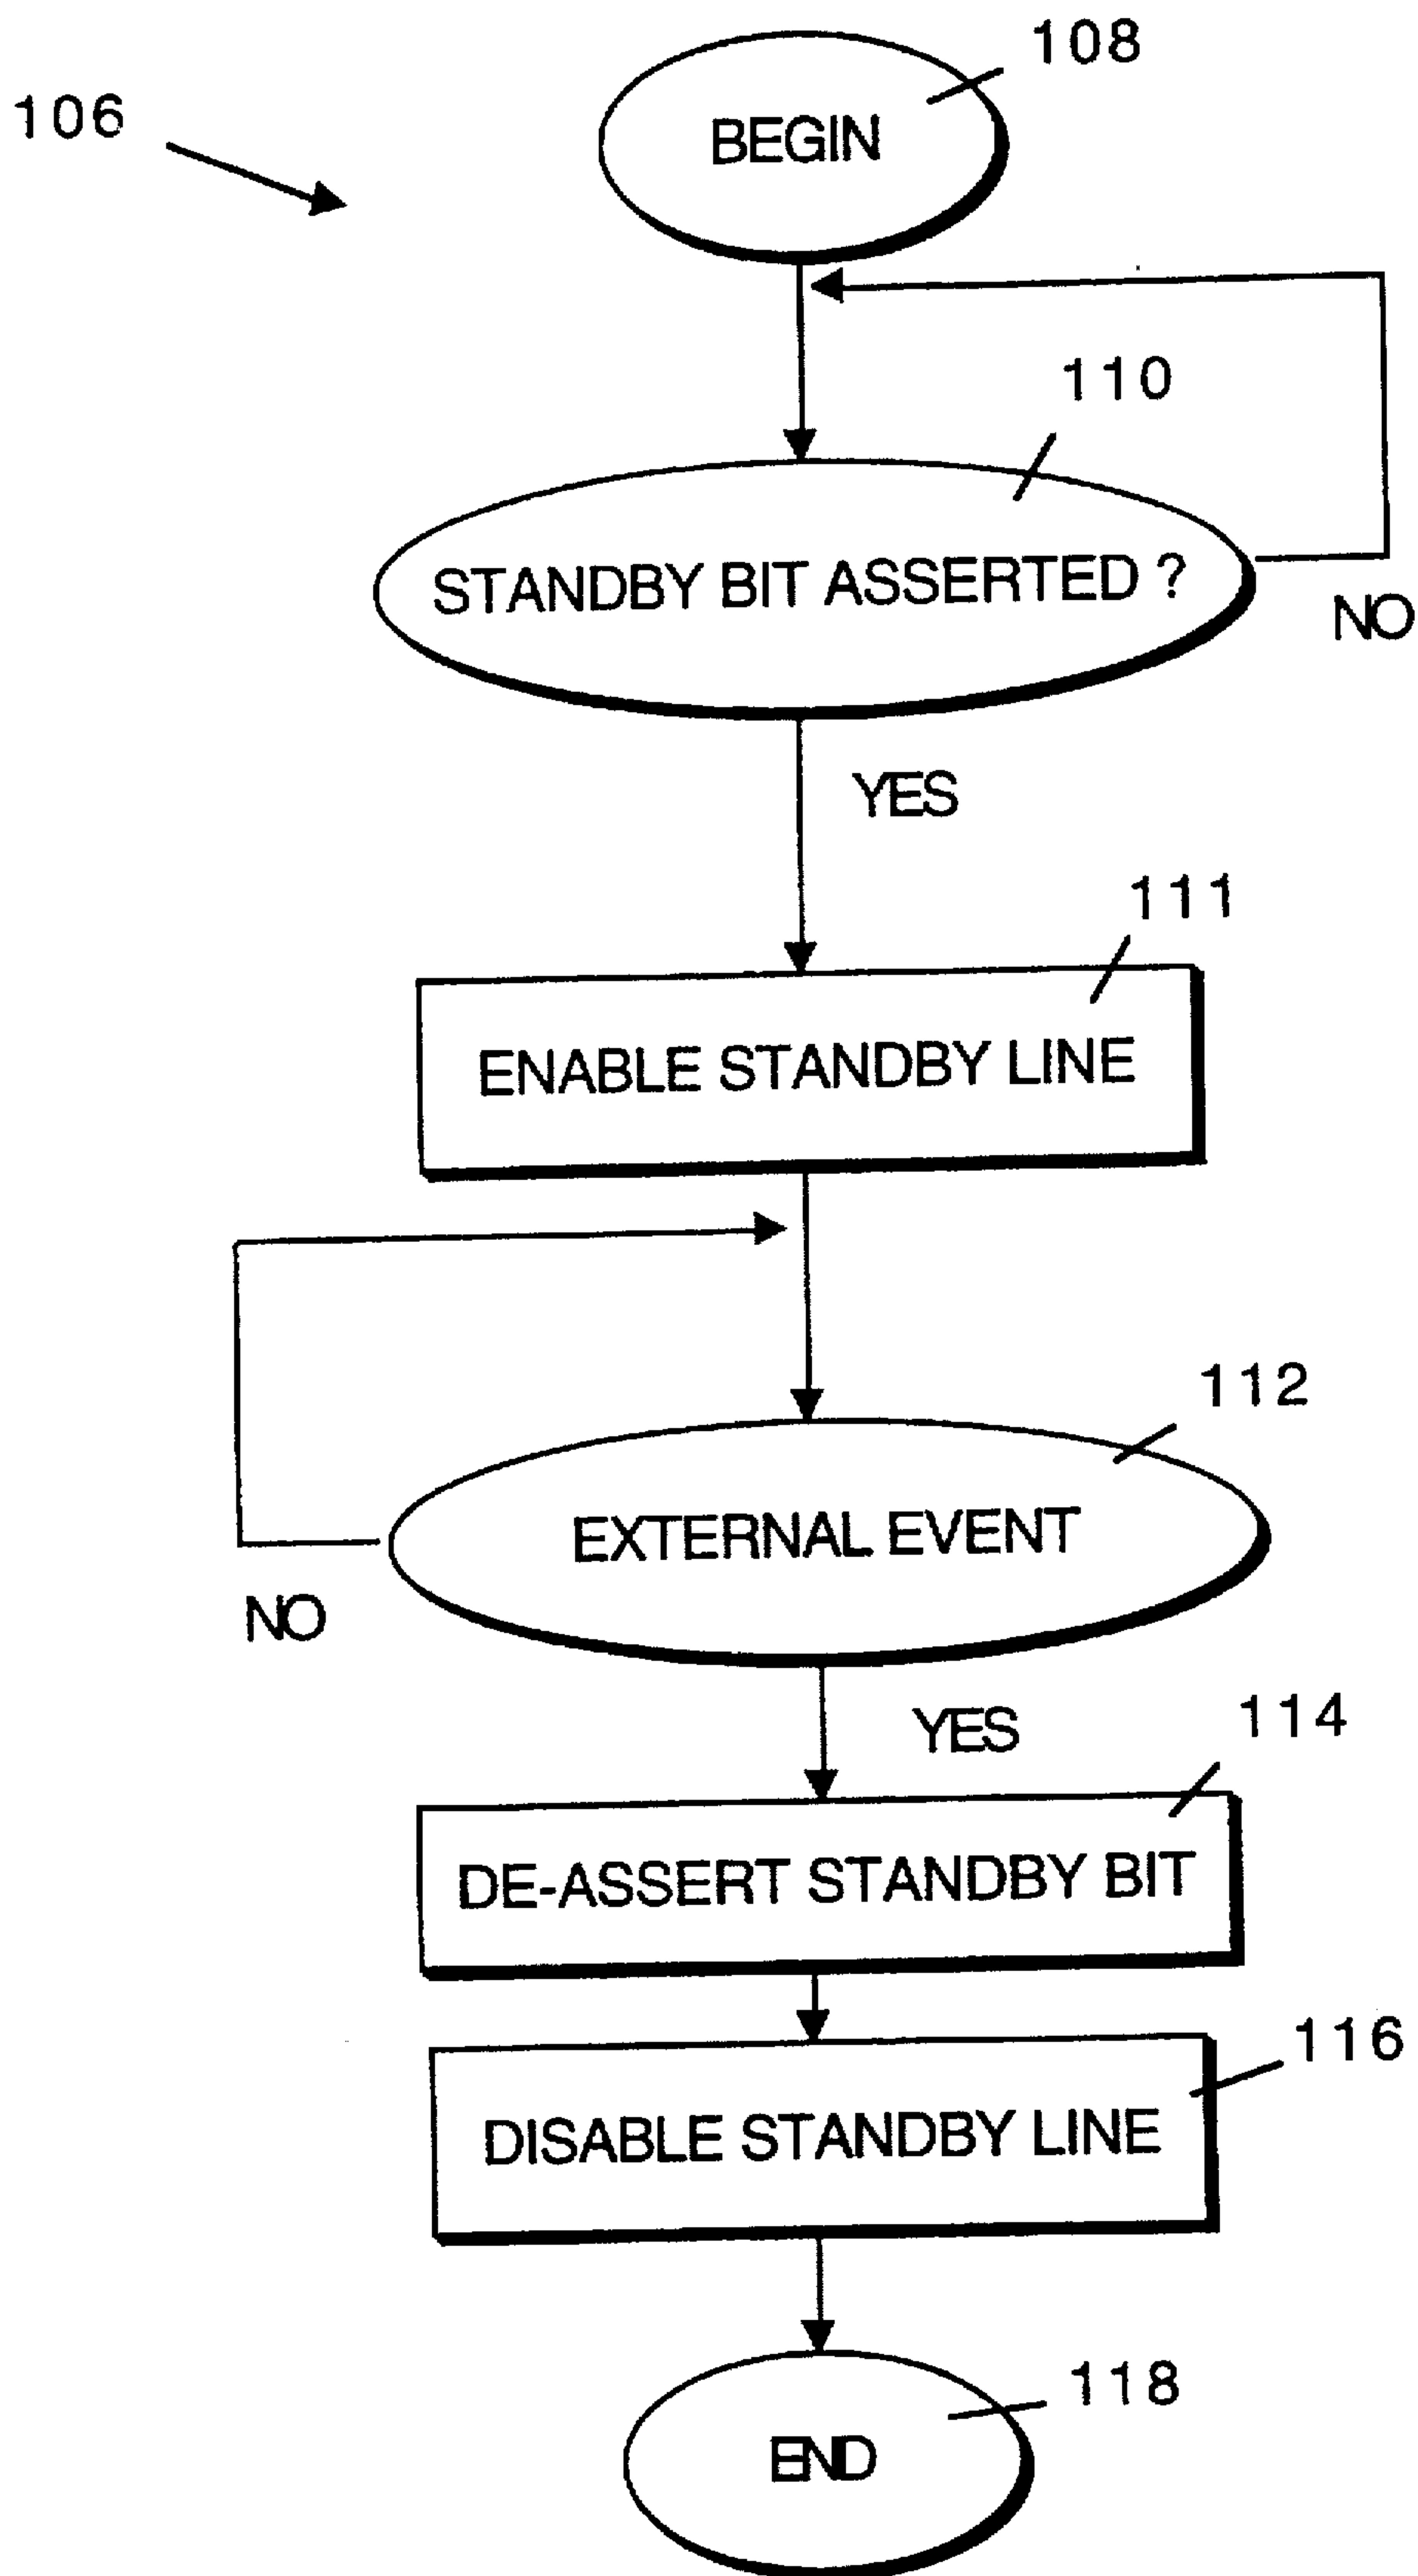 108
106
BEGIN
110
STANDBY BIT ASSERTED ?
NO
YES
111
ENABLE STANDBY LINE
112
EXTERNAL EVENT
NO
YES
114
DE-ASSERT STANDBY BIT
116
DISABLE STANDBY LINE
118
END